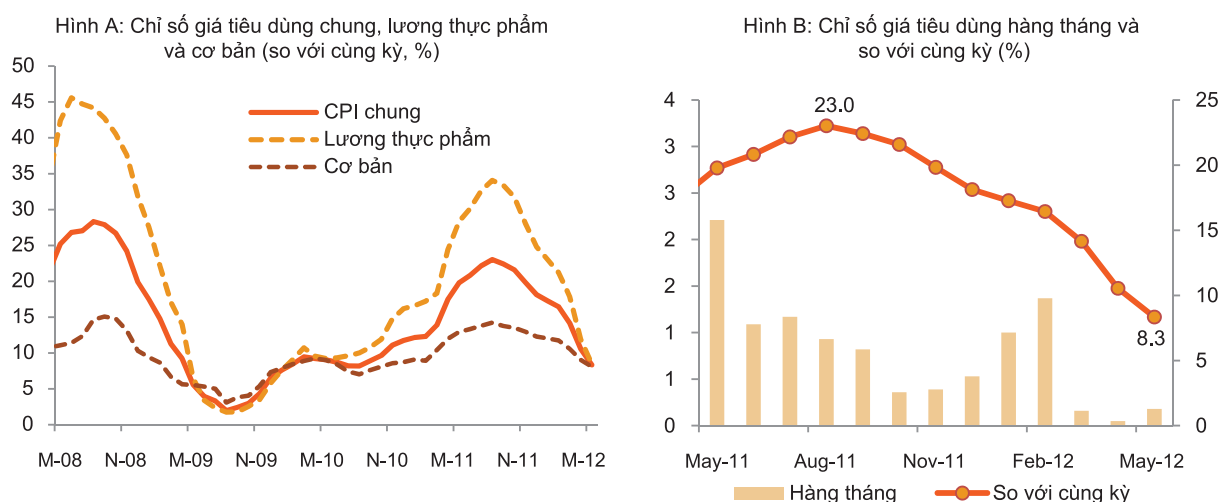 Hình A: Chỉ số giá tiêu dùng chung, lương thực phẩm
và cơ bản (so với cùng kỳ, %)
50
45
40
35
30
25
20
15
10
5
0
CPI chung
Lương thực phẩm
Cơ bản
M-08 N-08 M-09 N-09 M-10 N-10 M-11 N-11 M-12
Hình B: Chỉ số giá tiêu dùng hàng tháng và
so với cùng kỳ (%)
4
3
3
2
2
1
1
0
23.0
8.3
25
20
15
10
5
0
May-11 Aug-11 Nov-11 Feb-12 May-12
Hàng tháng So với cùng kỳ